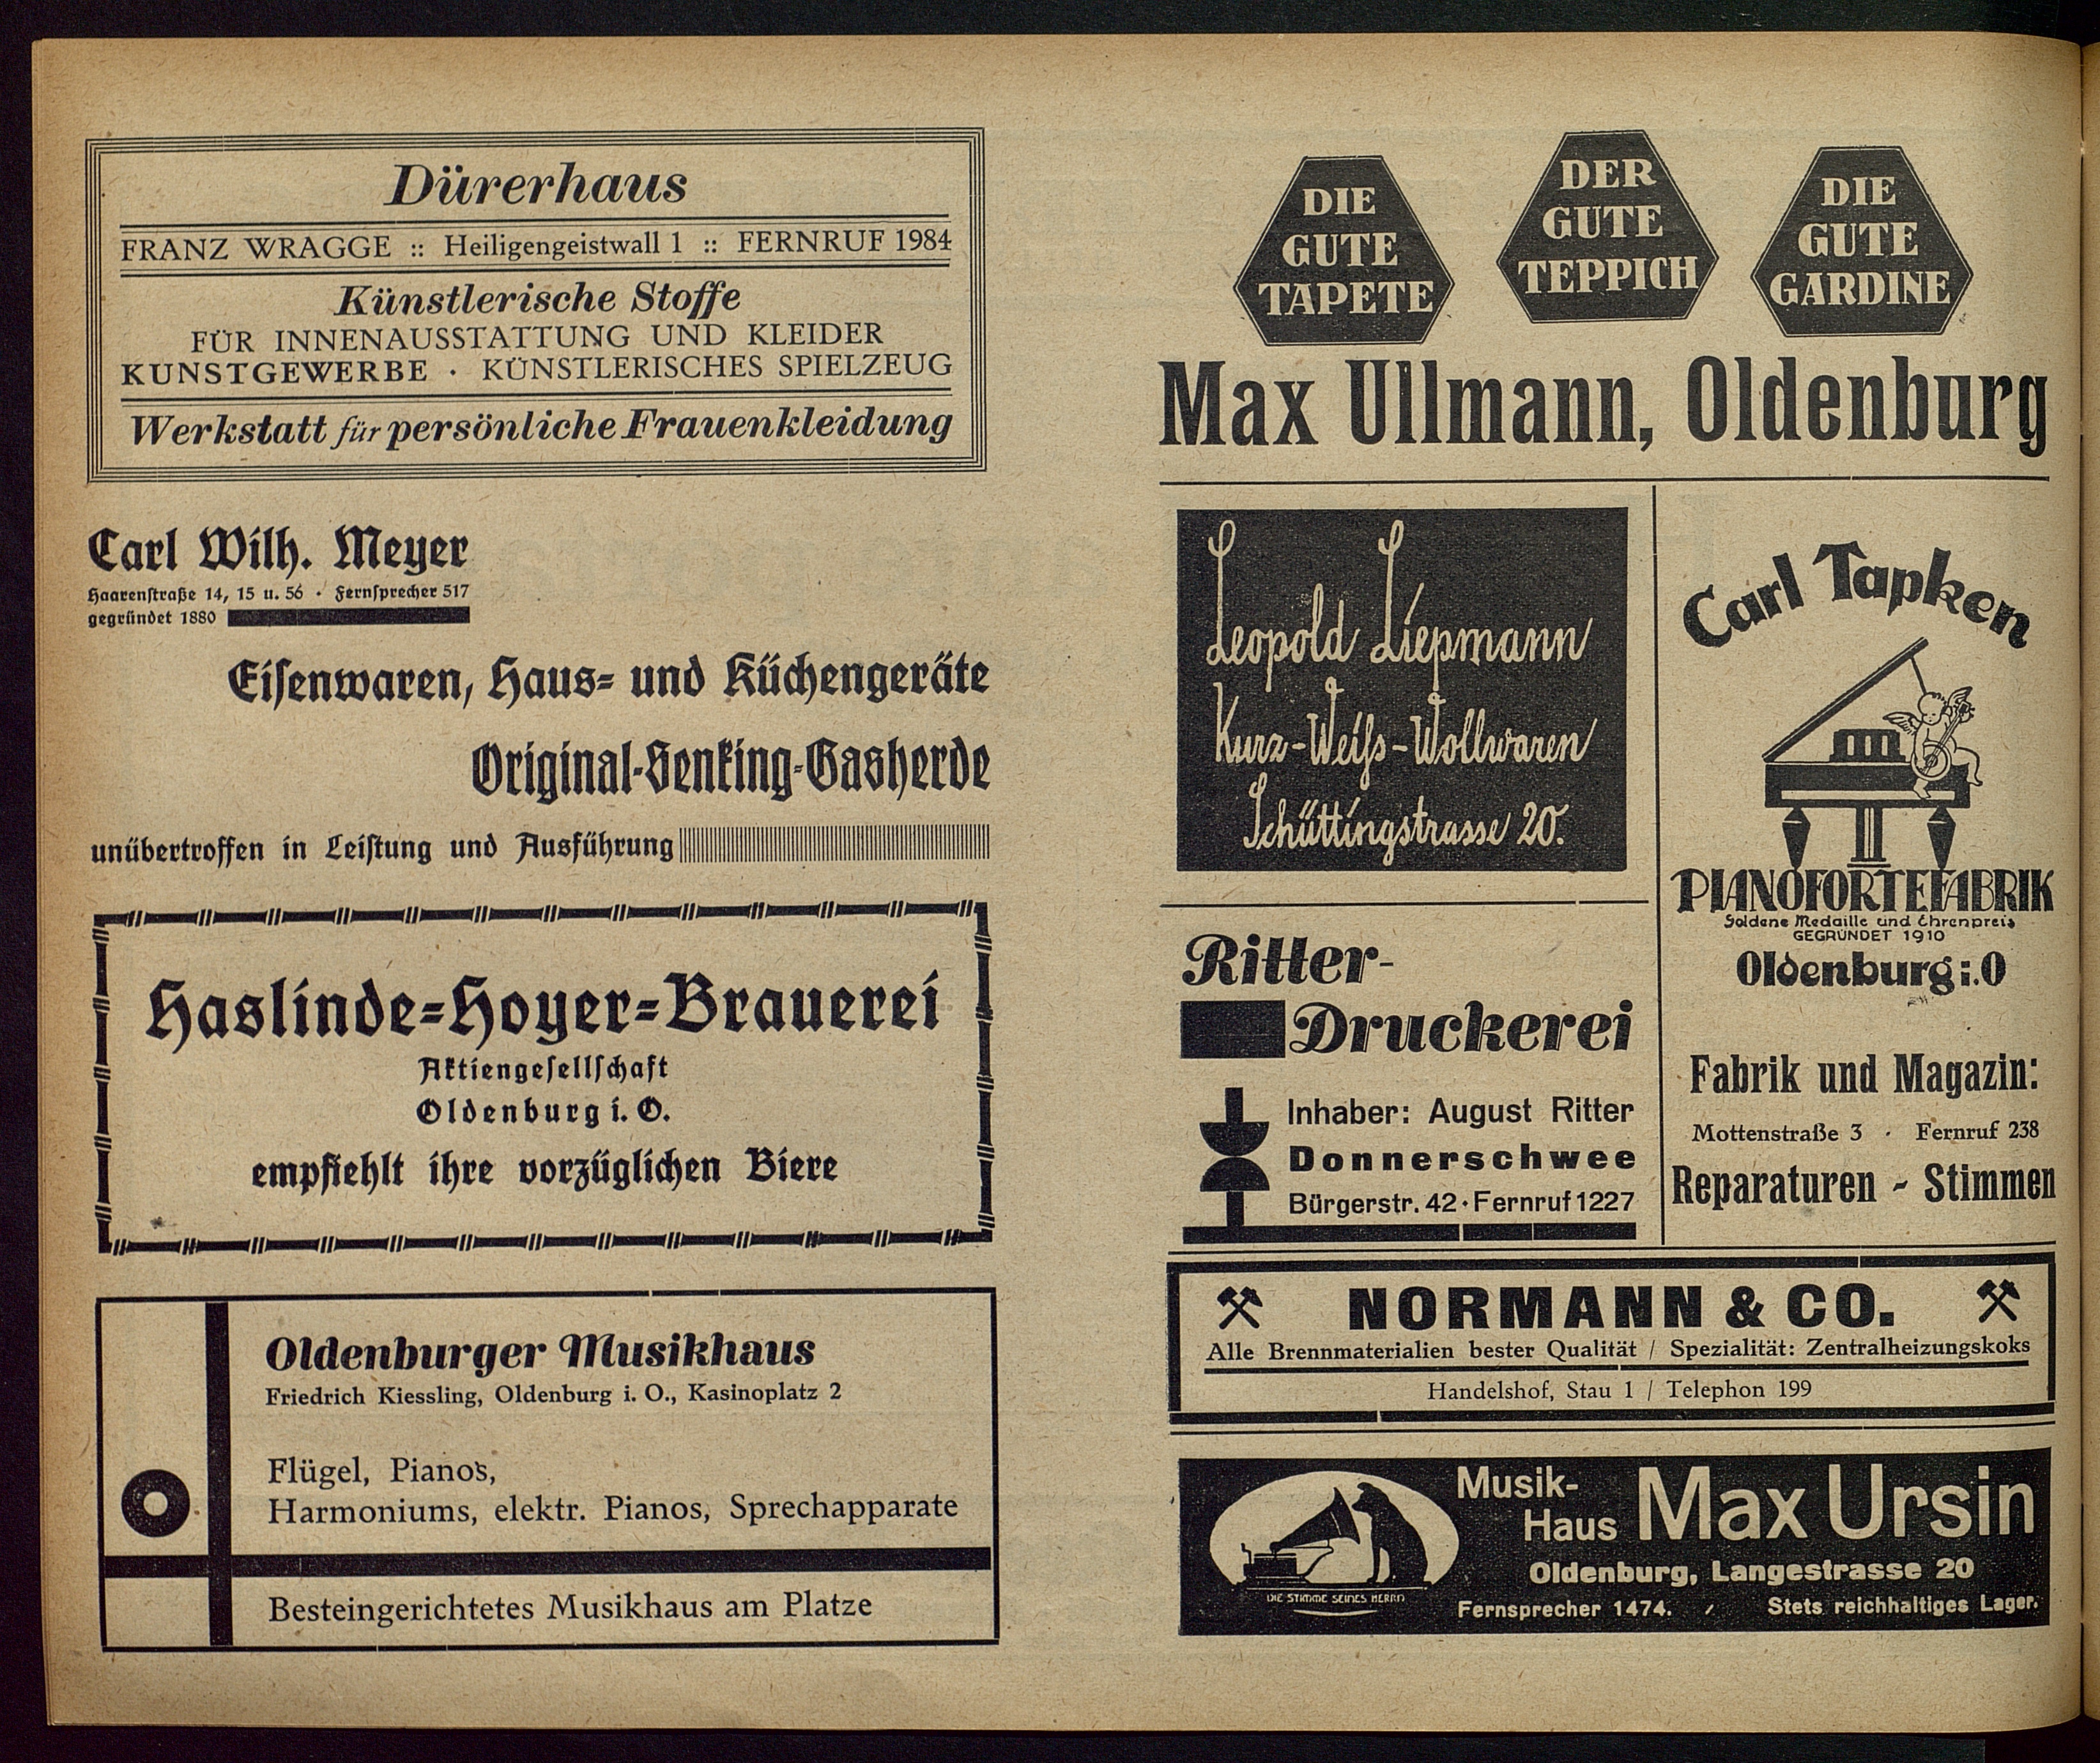 Dürerhaus
FRANZ WRAGGE :: Heiligengeistwall 1 :: FERNRUF 1984
Künstlerische Stoffe
FÜR INNENAUSSTATTUNG UND KLEIDER
KUNSTGEWERBE · KÜNSTLERISCHES SPIELZEUG
Werkstatt für persönliche Frauenkleidung
Carl Wilh. Meyer
Haarenſtraße 14, 15 u. 56 · Fernſprecher 517
gegründet 1880
Eiſenwaren, Haus- und Küchengeräte
Original-Senking-Gasherde
unübertroffen in Leiſtung und Ausführung
Haslinde-Hoyer-Brauerei
Aktiengeſellſchaft
Oldenburg i. O.
empfiehlt ihre vorzüglichen Biere
Oldenburger Musikhaus
Friedrich Kiessling, Oldenburg i. O., Kasinoplatz 2
Flügel, Pianos,
Harmoniums, elektr. Pianos, Sprechapparate
Besteingerichtetes Musikhaus am Platze
DIE
GUTE
TAPETE
DER
GUTE
TEPPICH
DIE
GUTE
GARDINE
Max Ullmann, Oldenburg
Leopold Liepmann
Kurz-Weiß-Wollwaren
Schüttingstrasse 20.
Carl Tapken
PIANOFORTEFABRIK
Goldene Medaille und Ehrenpreis
GEGRÜNDET 1910
Oldenburg i. O
Fabrik und Magazin:
Mottenstraße 3 · Fernruf 238
Reparaturen - Stimmen
Ritter-
Druckerei
Inhaber: August Ritter
Donnerschwee
Bürgerstr. 42 · Fernruf 1227
NORMANN & CO.
Alle Brennmaterialien bester Qualität / Spezialität: Zentralheizungskoks
Handelshof, Stau 1 / Telephon 199
Musik-
Haus Max Ursin
Oldenburg, Langestrasse 20
Fernsprecher 1474. / Stets reichhaltiges Lager.
DIE STIMME SEINES HERRN